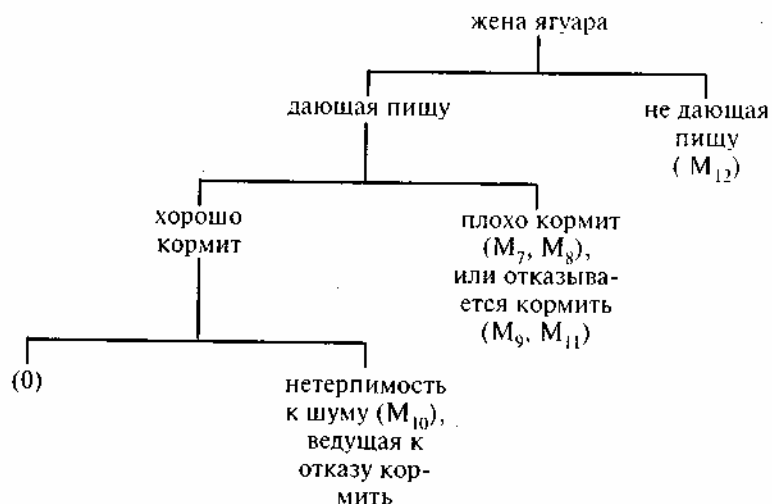 жена ягуара
дающая пищу
не дающая
пищу
( M₁₂)
хорошо
кормит
плохо кормит
(M₇, M₈),
или отказыва-
ется кормить
(M₉, M₁₁)
(0)
нетерпимость
к шуму (M₁₀),
ведущая к
отказу кор-
мить